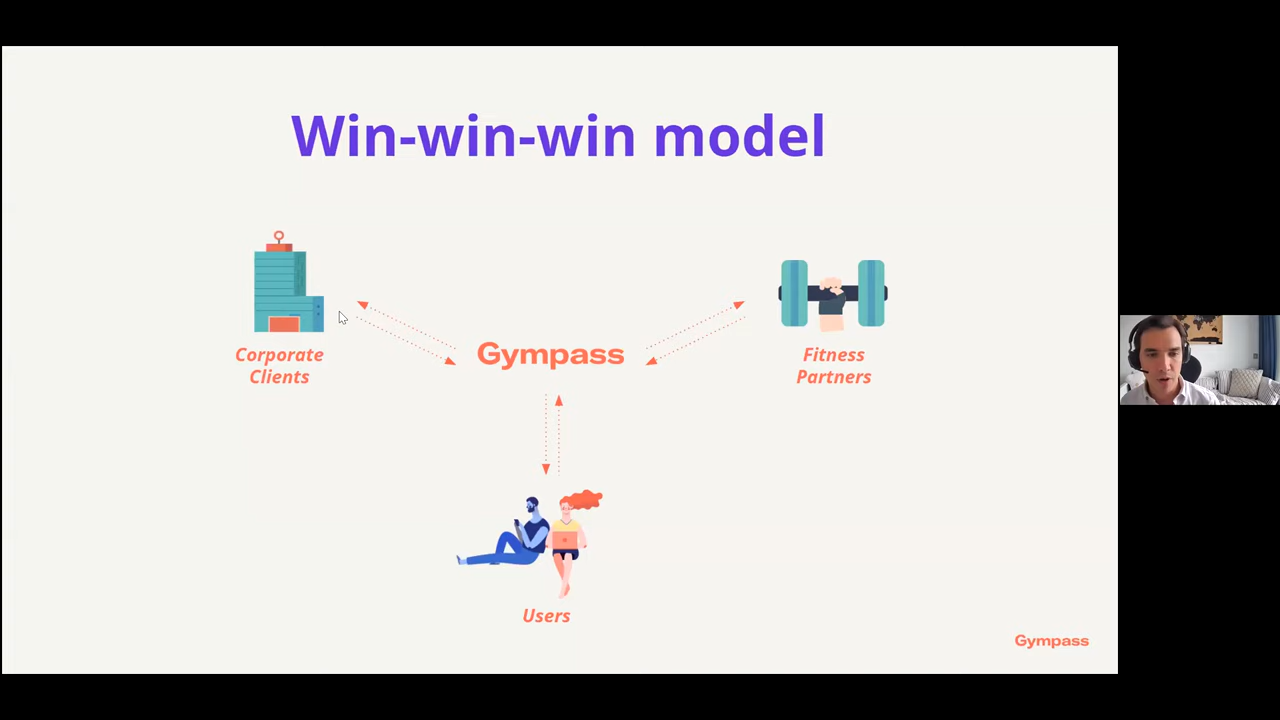 Win-win-win model
Corporate
Clients
Gympass
Fitness
Partners
Users
Gympass